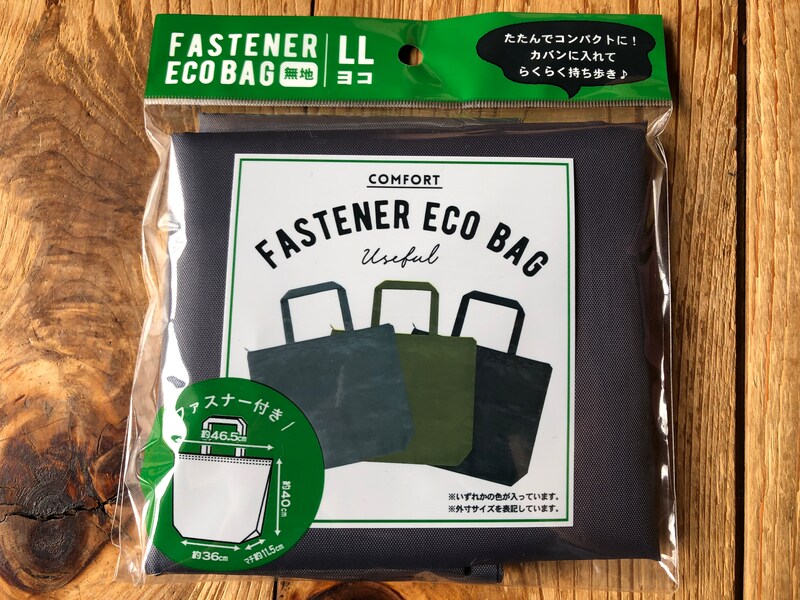 FASTENER
ECO BAG 無地
LL
ヨコ
たたんでコンパクトに!
カバンに入れて
らくらく持ち歩き♪
COMFORT
FASTENER ECO BAG
Useful
ファスナー付き
約46.5cm
約40cm
約36cm
マチ約11.5cm
※いずれかの色が入っています。
※外寸サイズを表記しています。